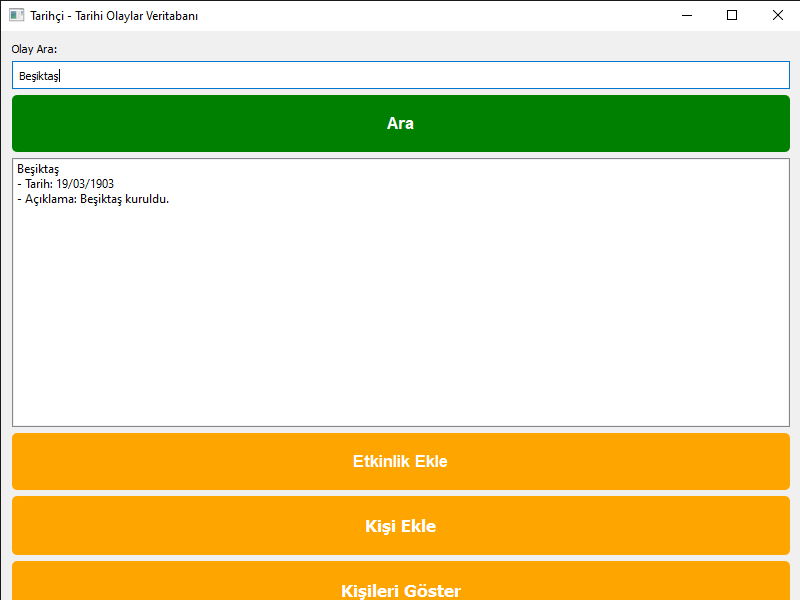 Tarihçi - Tarihi Olaylar Veritabanı
Olay Ara:
Beşiktaş
Ara
Beşiktaş
- Tarih: 19/03/1903
- Açıklama: Beşiktaş kuruldu.
Etkinlik Ekle
Kişi Ekle
Kişileri Göster